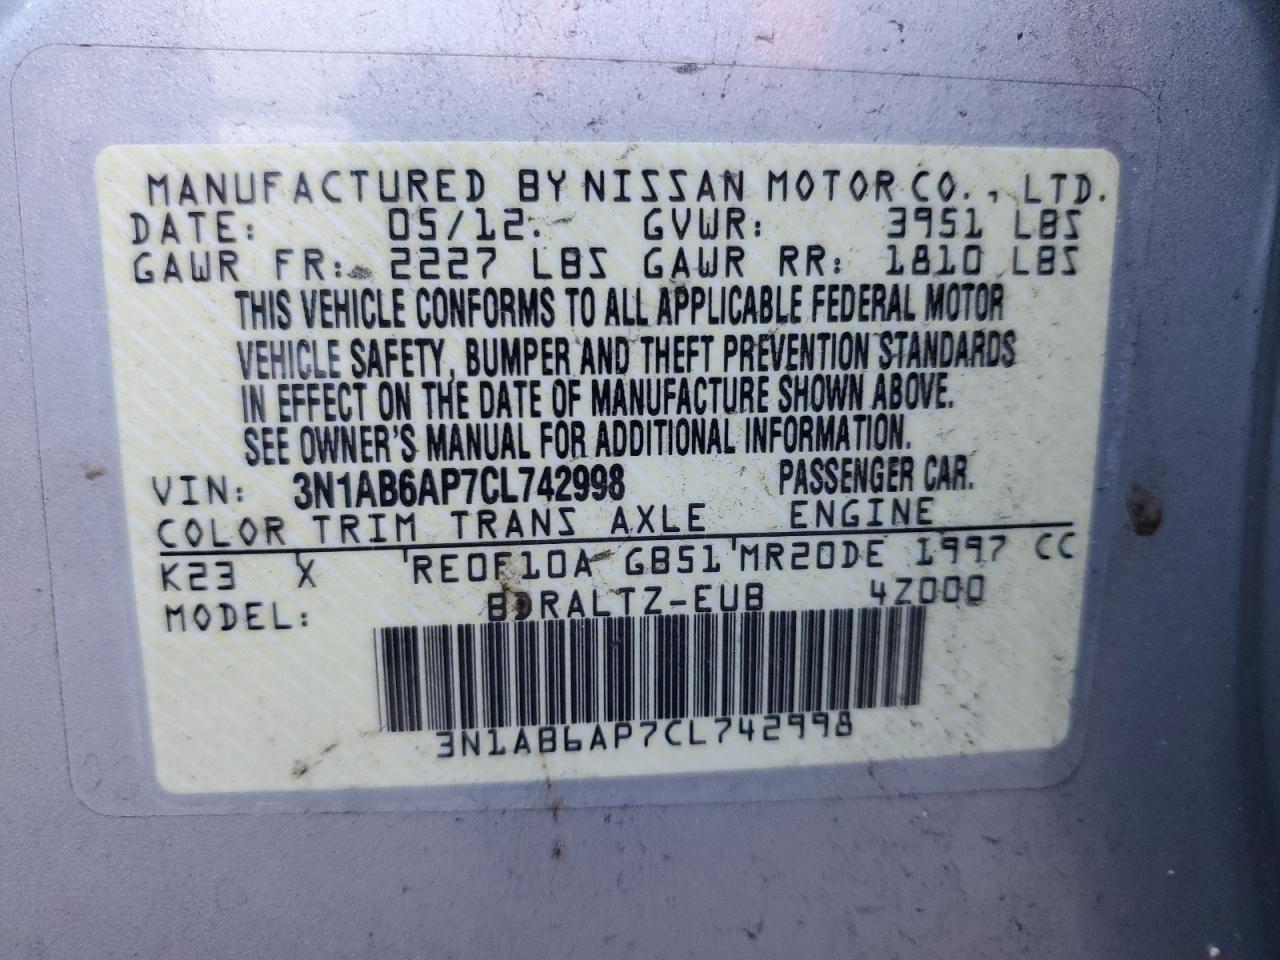 MANUFACTURED BY NISSAN MOTOR CO., LTD.
DATE: 05/12. GVWR: 3951 LBS
GAWR FR: 2227 LBS GAWR RR: 1810 LBS
THIS VEHICLE CONFORMS TO ALL APPLICABLE FEDERAL MOTOR
VEHICLE SAFETY, BUMPER AND THEFT PREVENTION STANDARDS
IN EFFECT ON THE DATE OF MANUFACTURE SHOWN ABOVE.
SEE OWNER'S MANUAL FOR ADDITIONAL INFORMATION.
VIN: 3N1AB6AP7CL742998 PASSENGER CAR.
COLOR TRIM TRANS AXLE ENGINE
K23 X 'RE0F10A GB51'MR20DE 1997 CC
MODEL: BDRALTZ-EUB 4Z000
3N1AB6AP7CL742998